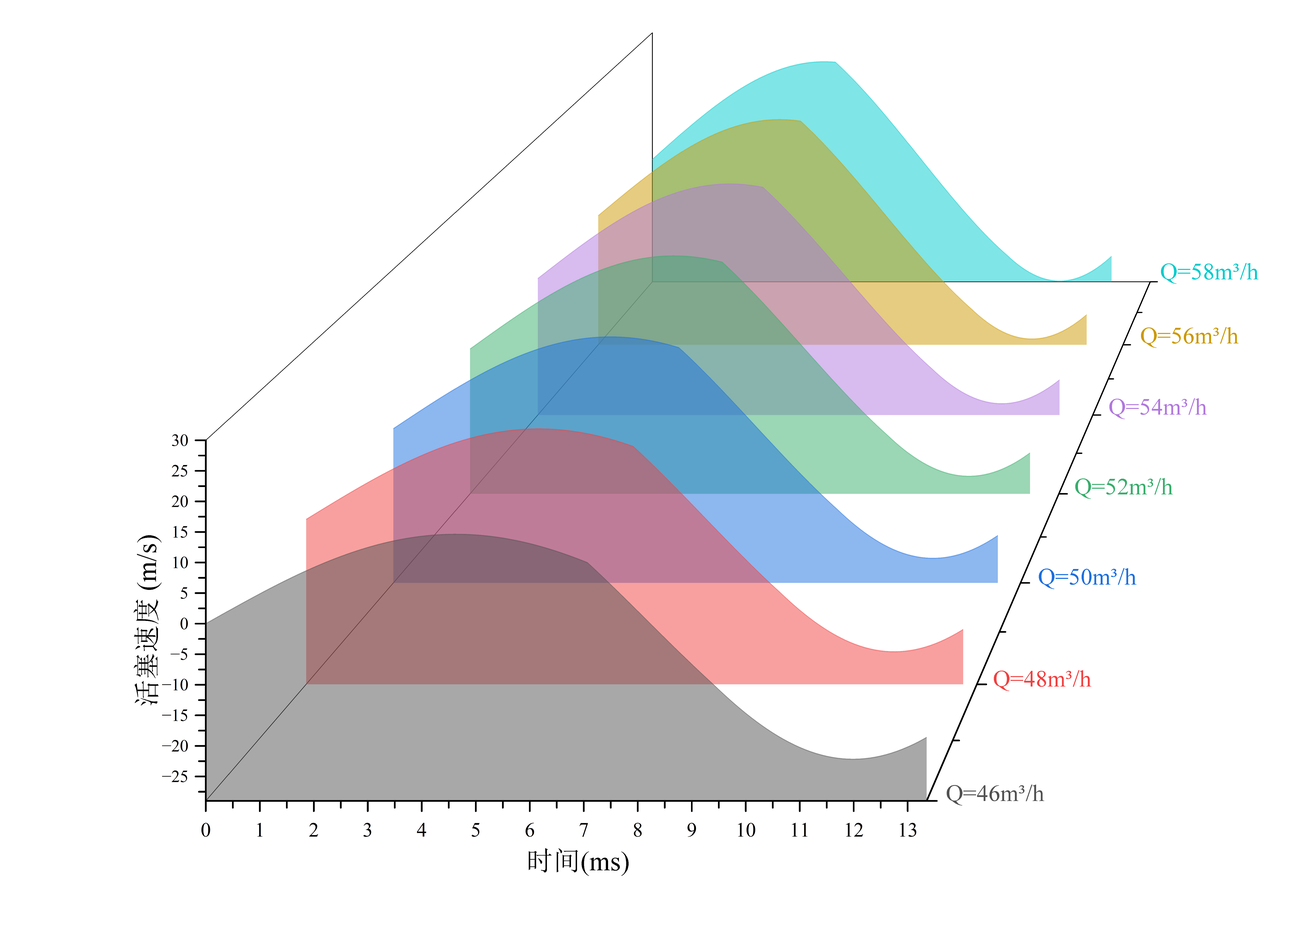 Q=58m³/h
Q=56m³/h
Q=54m³/h
Q=52m³/h
Q=50m³/h
Q=48m³/h
Q=46m³/h
30
25
20
15
10
5
0
−5
−10
−15
−20
−25
活塞速度 (m/s)
0 1 2 3 4 5 6 7 8 9 10 11 12 13
时间(ms)